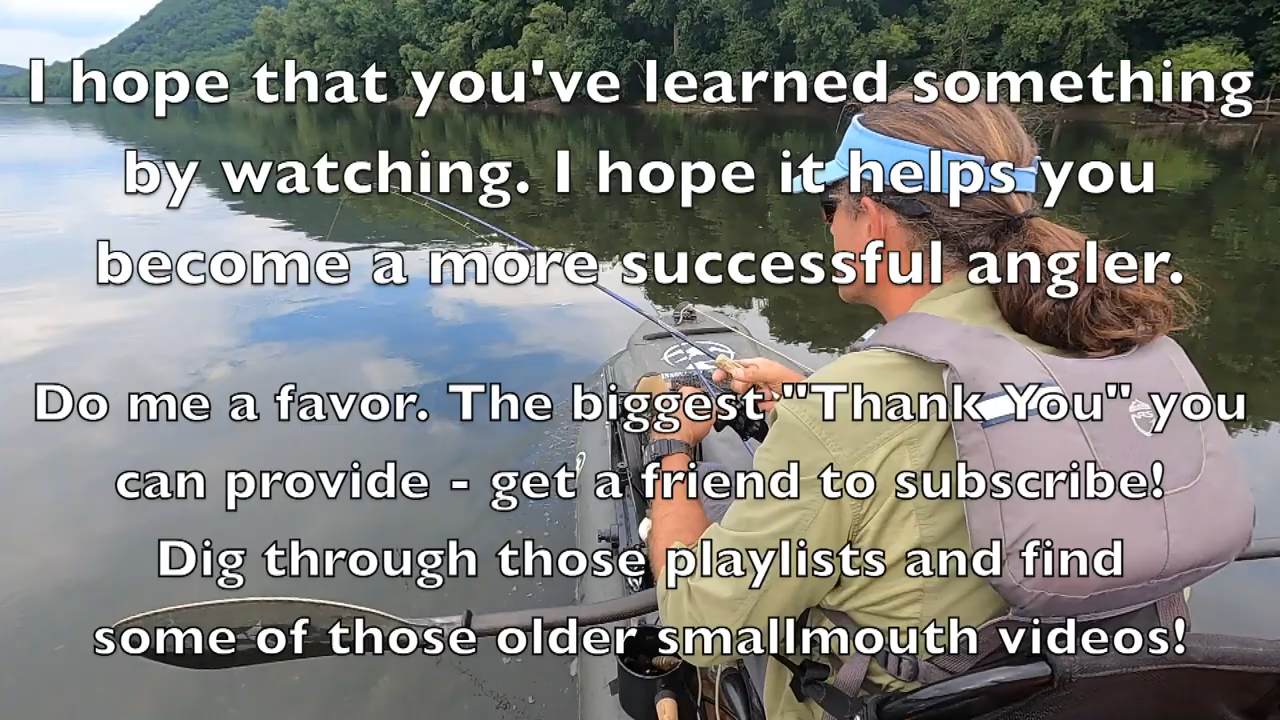 I hope that you've learned something
by watching. I hope it helps you
become a more successful angler.
Do me a favor. The biggest "Thank You" you
can provide - get a friend to subscribe!
Dig through those playlists and find
some of those older smallmouth videos!
NRS